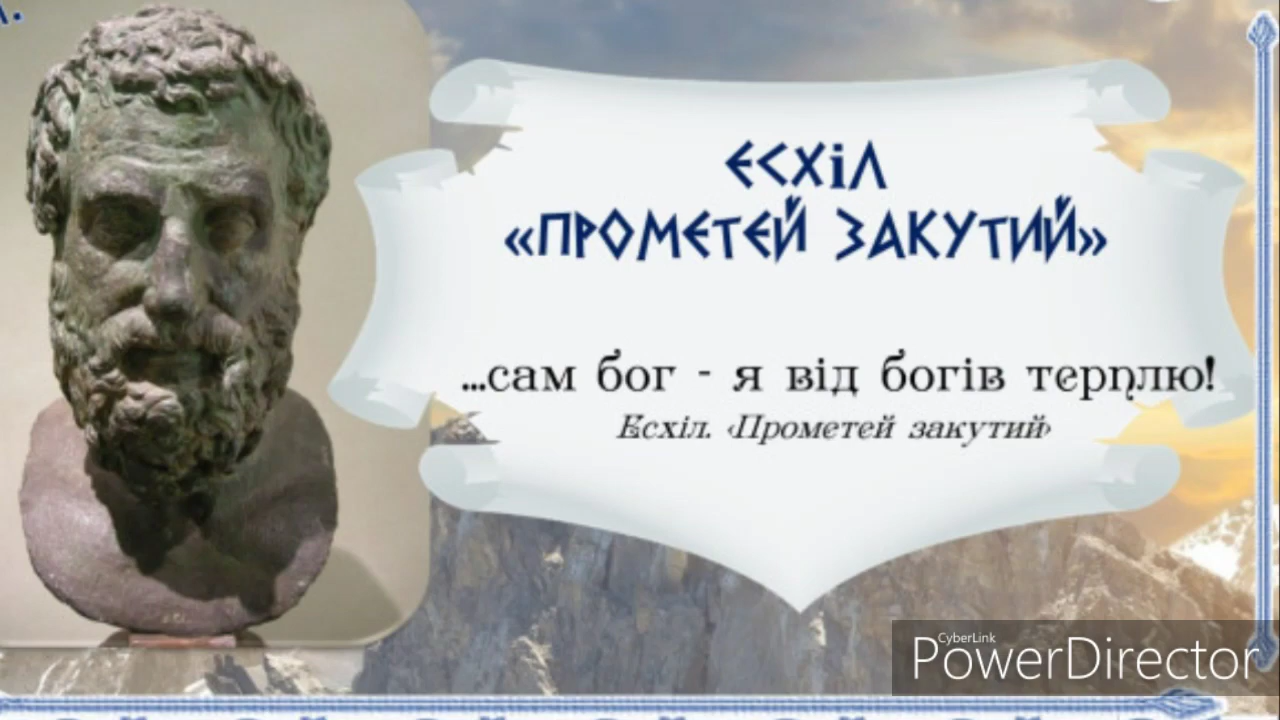 ЕСХІЛ
«ПРОМЕТЕЙ ЗАКУТИЙ»
...сам бог - я від богів терплю!
Есхіл. «Прометей закутий»
CyberLink
PowerDirector